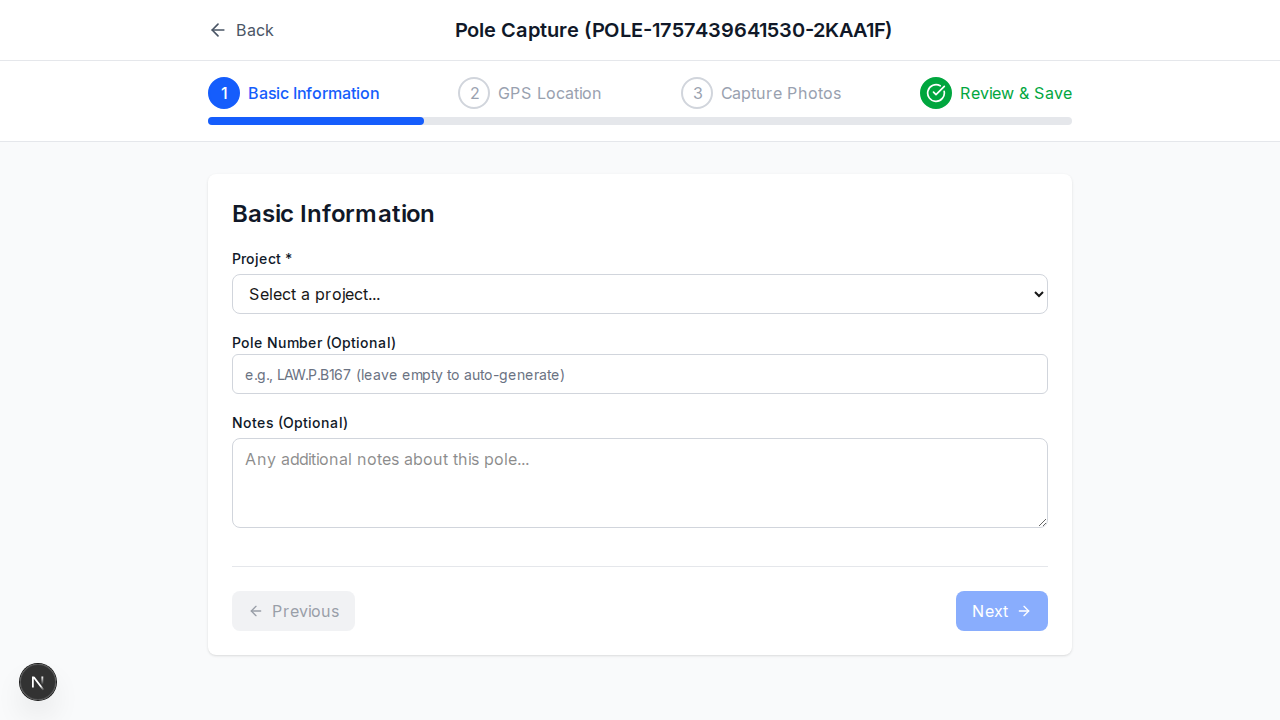 Back
Pole Capture (POLE-1757439641530-2KAA1F)
1 Basic Information
2 GPS Location
3 Capture Photos
Review & Save
Basic Information
Project *
Select a project...
Pole Number (Optional)
e.g., LAW.P.B167 (leave empty to auto-generate)
Notes (Optional)
Any additional notes about this pole...
Previous
Next
N